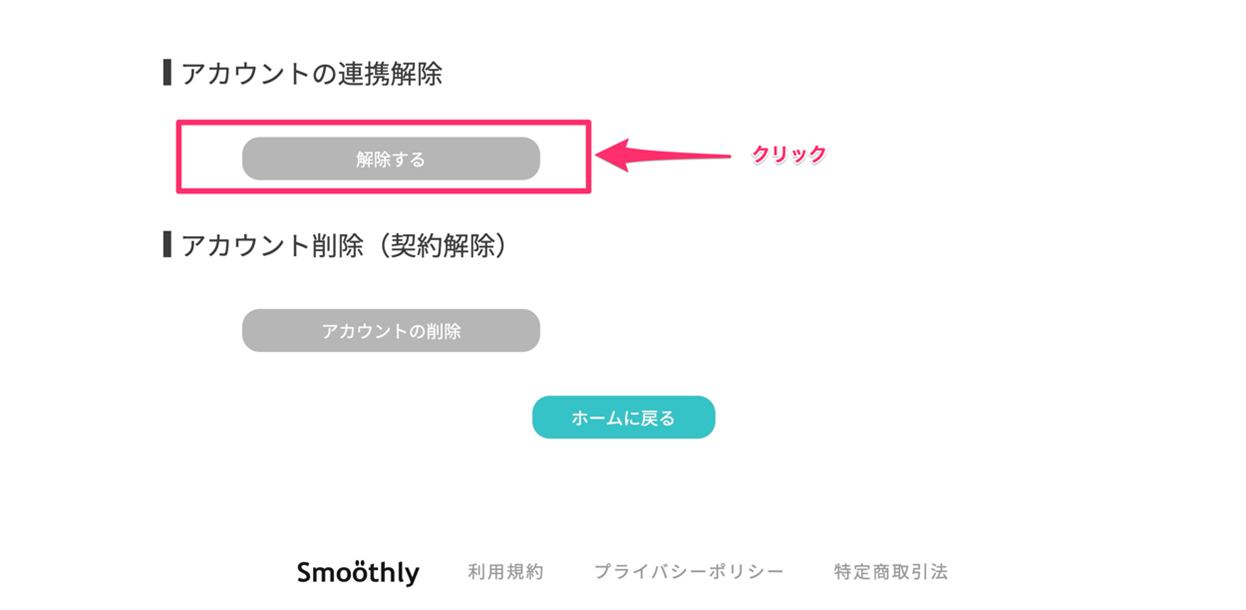 アカウントの連携解除
解除する
クリック
アカウント削除（契約解除）
アカウントの削除
ホームに戻る
Smoöthly 利用規約 プライバシーポリシー 特定商取引法